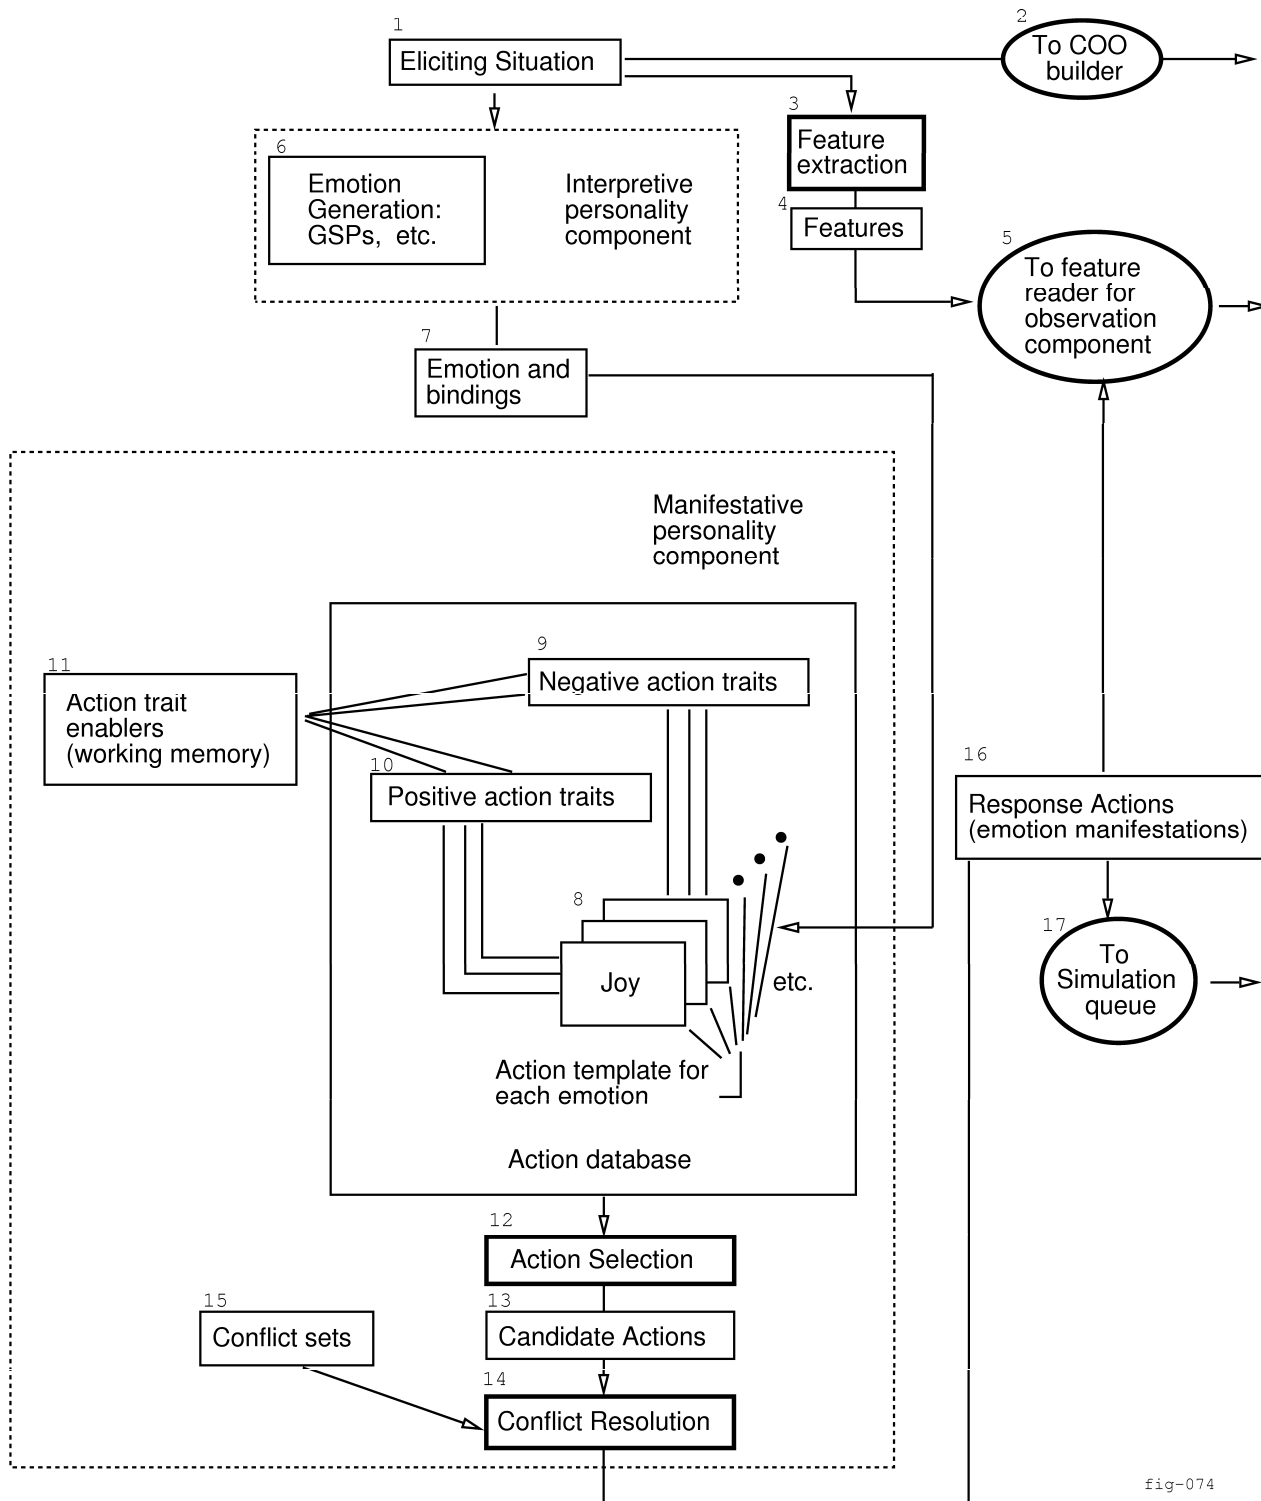 1
Eliciting Situation
2
To COO
builder
3
Feature
extraction
4
Features
5
To feature
reader for
observation
component
6
Emotion
Generation:
GSPs, etc.
Interpretive
personality
component
7
Emotion and
bindings
Manifestative
personality
component
9
Negative action traits
11
Action trait
enablers
(working memory)
10
Positive action traits
16
Response Actions
(emotion manifestations)
8
Joy
etc.
17
To
Simulation
queue
Action template for
each emotion
Action database
12
Action Selection
15
Conflict sets
13
Candidate Actions
14
Conflict Resolution
fig-074